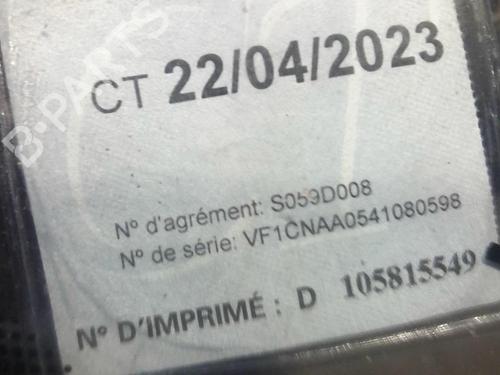 B-PARTS
CT 22/04/2023
N° d'agrément: S059D008
N° de série: VF1CNAA0541080598
N° D'IMPRIMÉ : D 105815549